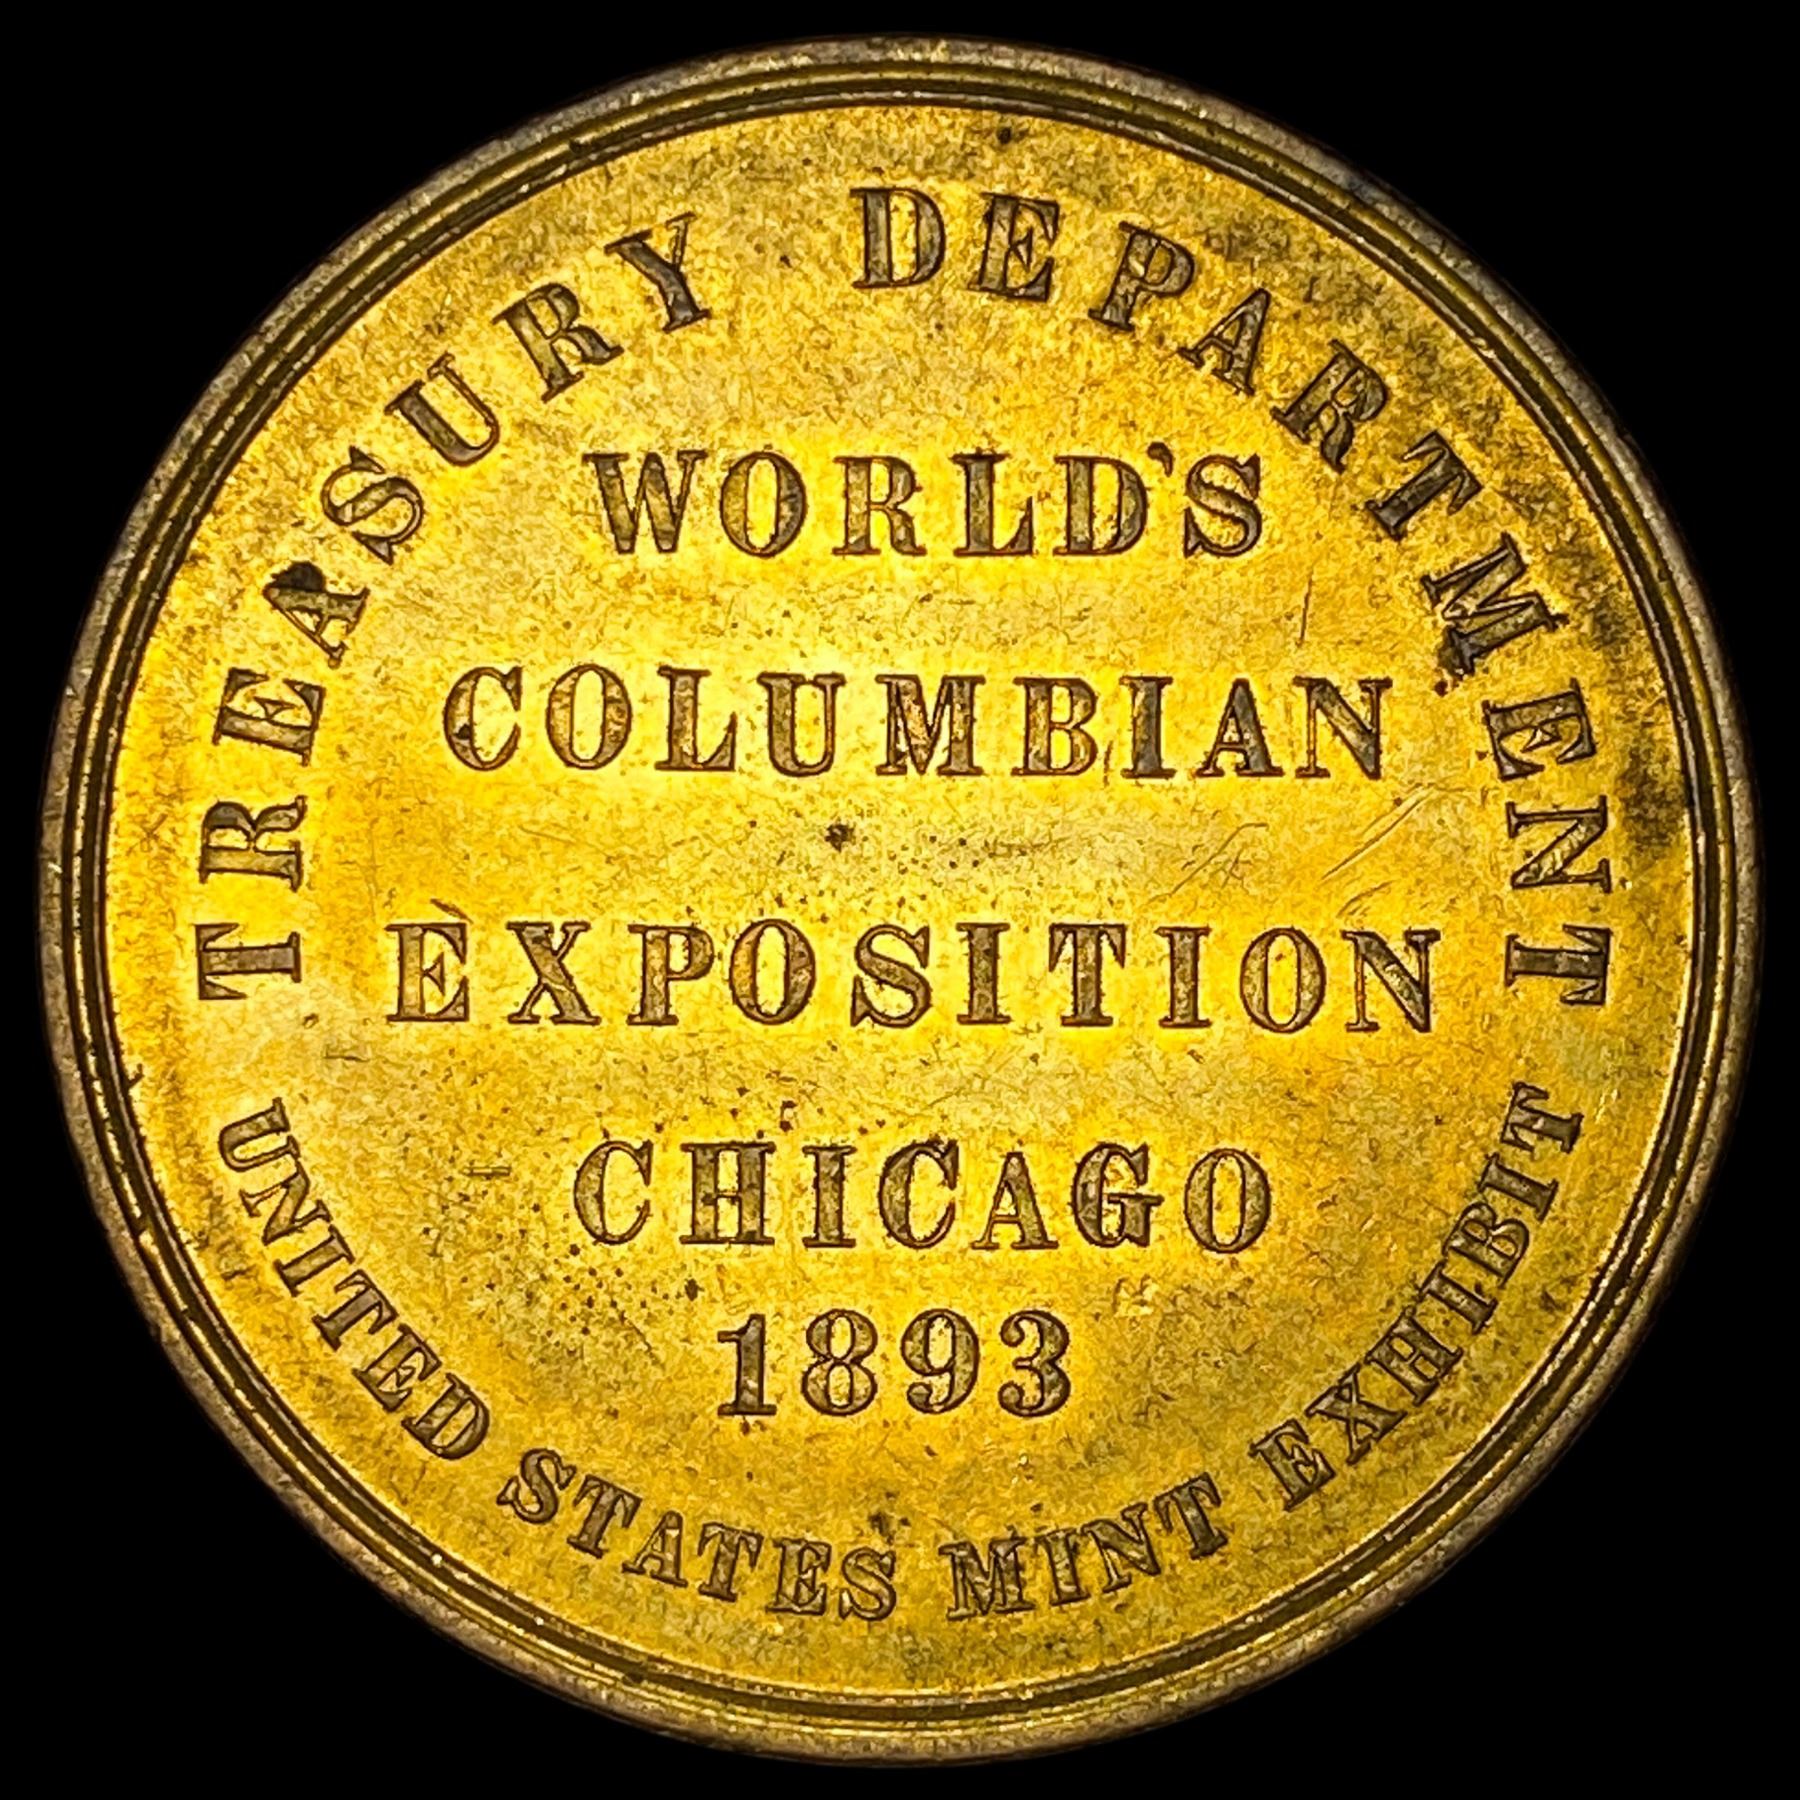 TREASURY DEPARTMENT
WORLD'S
COLUMBIAN
EXPOSITION
CHICAGO
1893
UNITED STATES MINT EXHIBIT